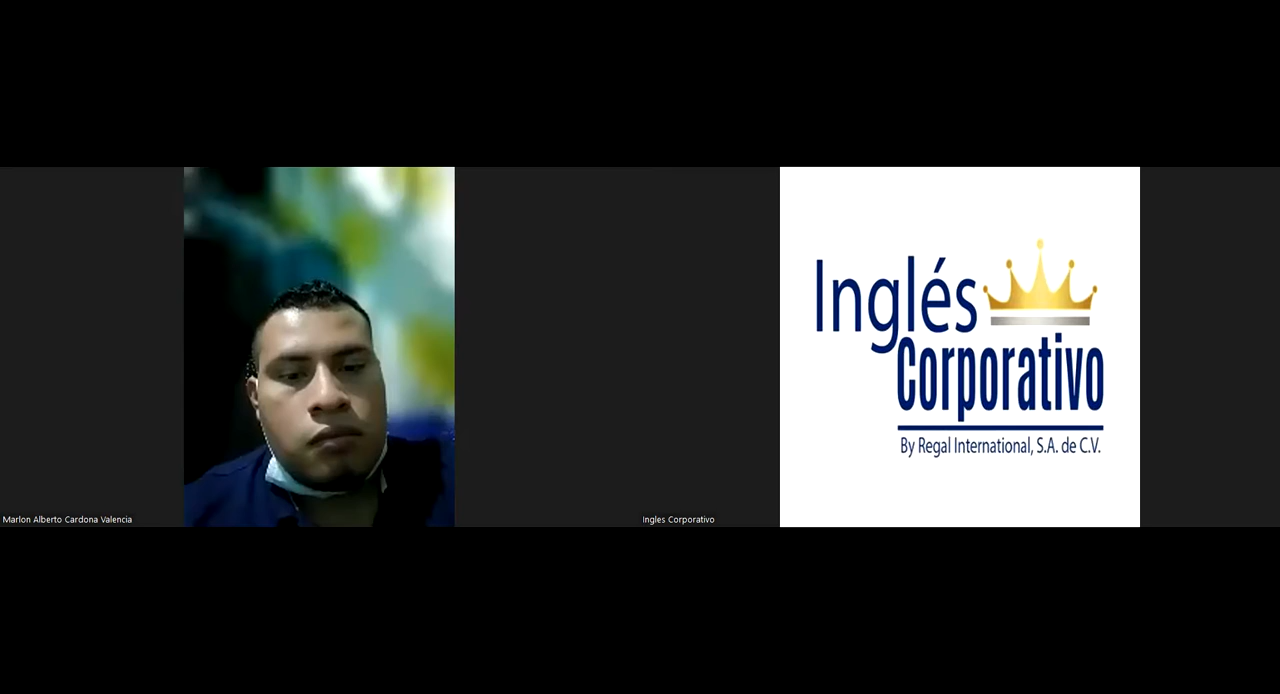 Inglés
Corporativo
By Regal International, S.A. de C.V.
Marlon Alberto Cardona Valencia
Ingles Corporativo